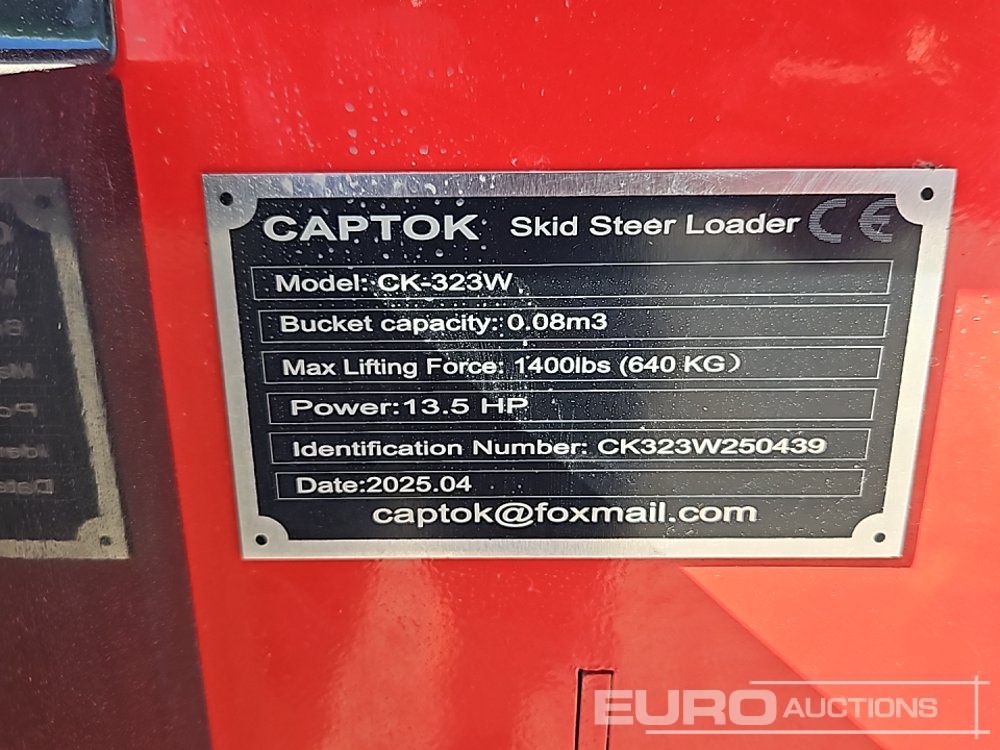 CAPTOK Skid Steer Loader CE
Model: CK-323W
Bucket capacity: 0.08m3
Max Lifting Force: 1400lbs (640 KG）
Power:13.5 HP
Identification Number: CK323W250439
Date:2025.04
captok@foxmail.com
EURO AUCTIONS